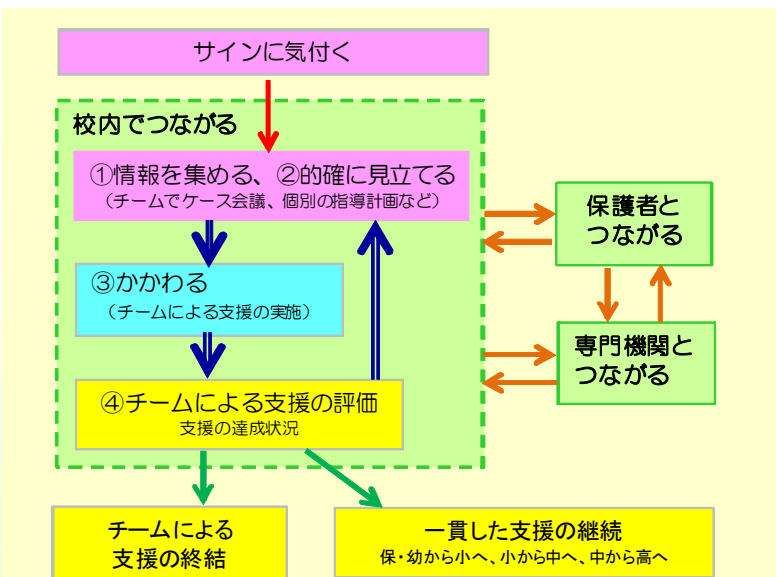 サインに気付く
校内でつながる
①情報を集める、②的確に見立てる
（チームでケース会議、個別の指導計画など）
保護者と
つながる
③かかわる
（チームによる支援の実施）
専門機関と
つながる
④チームによる支援の評価
支援の達成状況
チームによる
支援の終結
一貫した支援の継続
保・幼から小へ、小から中へ、中から高へ